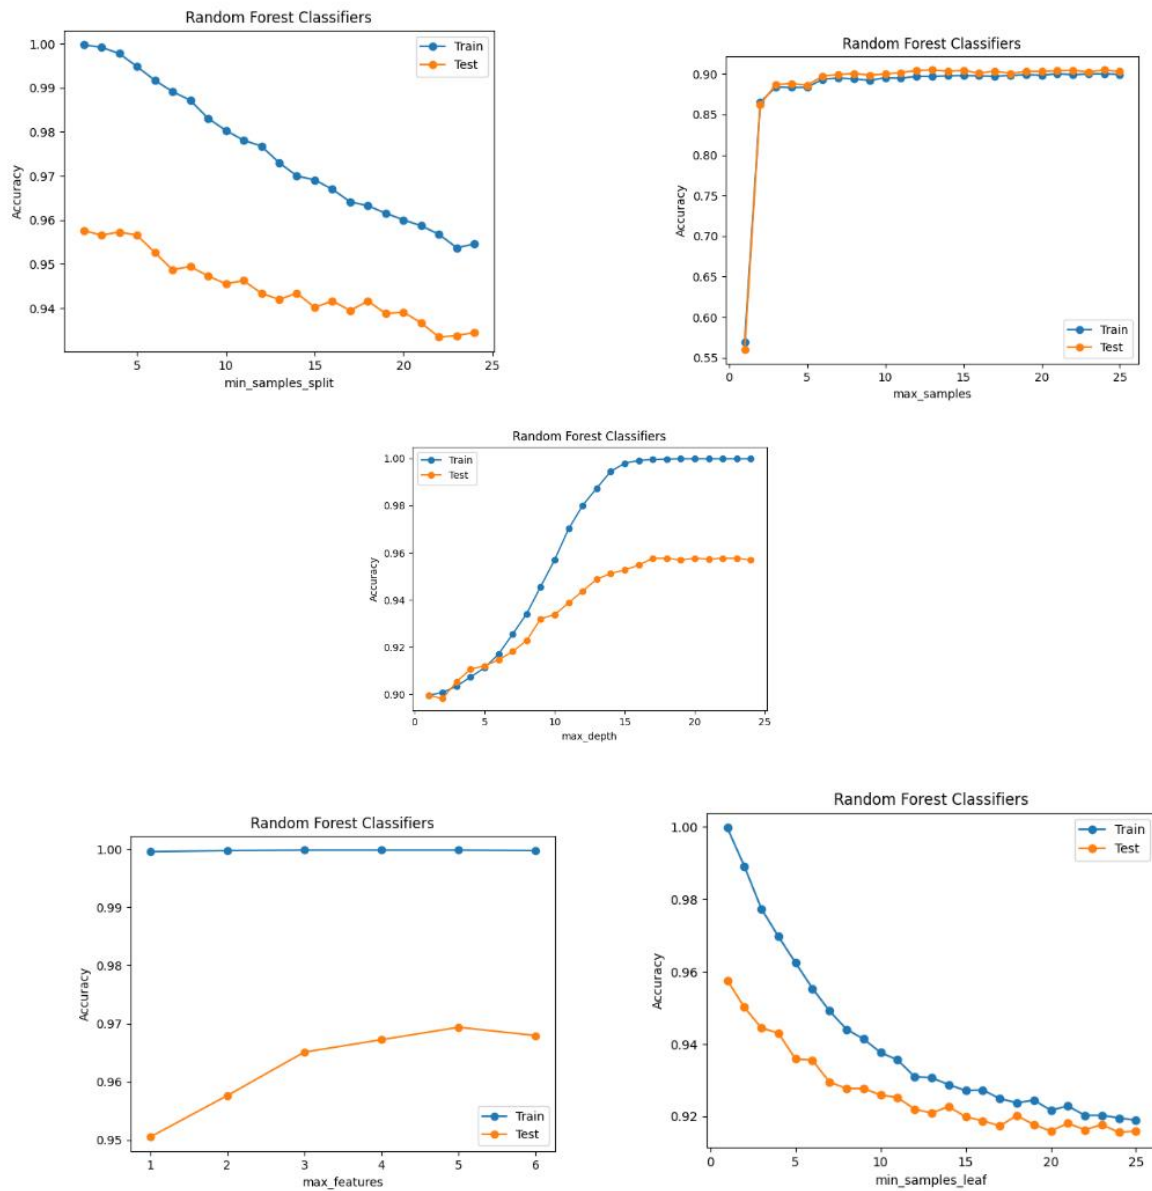 Random Forest Classifiers
1.00
0.99
0.98
0.97
0.96
0.95
0.94
Accuracy
Train
Test
5
10
15
20
25
min_samples_split
Random Forest Classifiers
0.90
0.85
0.80
0.75
0.70
0.65
0.60
0.55
Accuracy
Train
Test
0
5
10
15
20
25
max_samples
Random Forest Classifiers
1.00
0.98
0.96
0.94
0.92
0.90
Accuracy
Train
Test
0
5
10
15
20
25
max_depth
Random Forest Classifiers
1.00
0.99
0.98
0.97
0.96
0.95
Accuracy
Train
Test
1
2
3
4
5
6
max_features
Random Forest Classifiers
1.00
0.98
0.96
0.94
0.92
Accuracy
Train
Test
0
5
10
15
20
25
min_samples_leaf